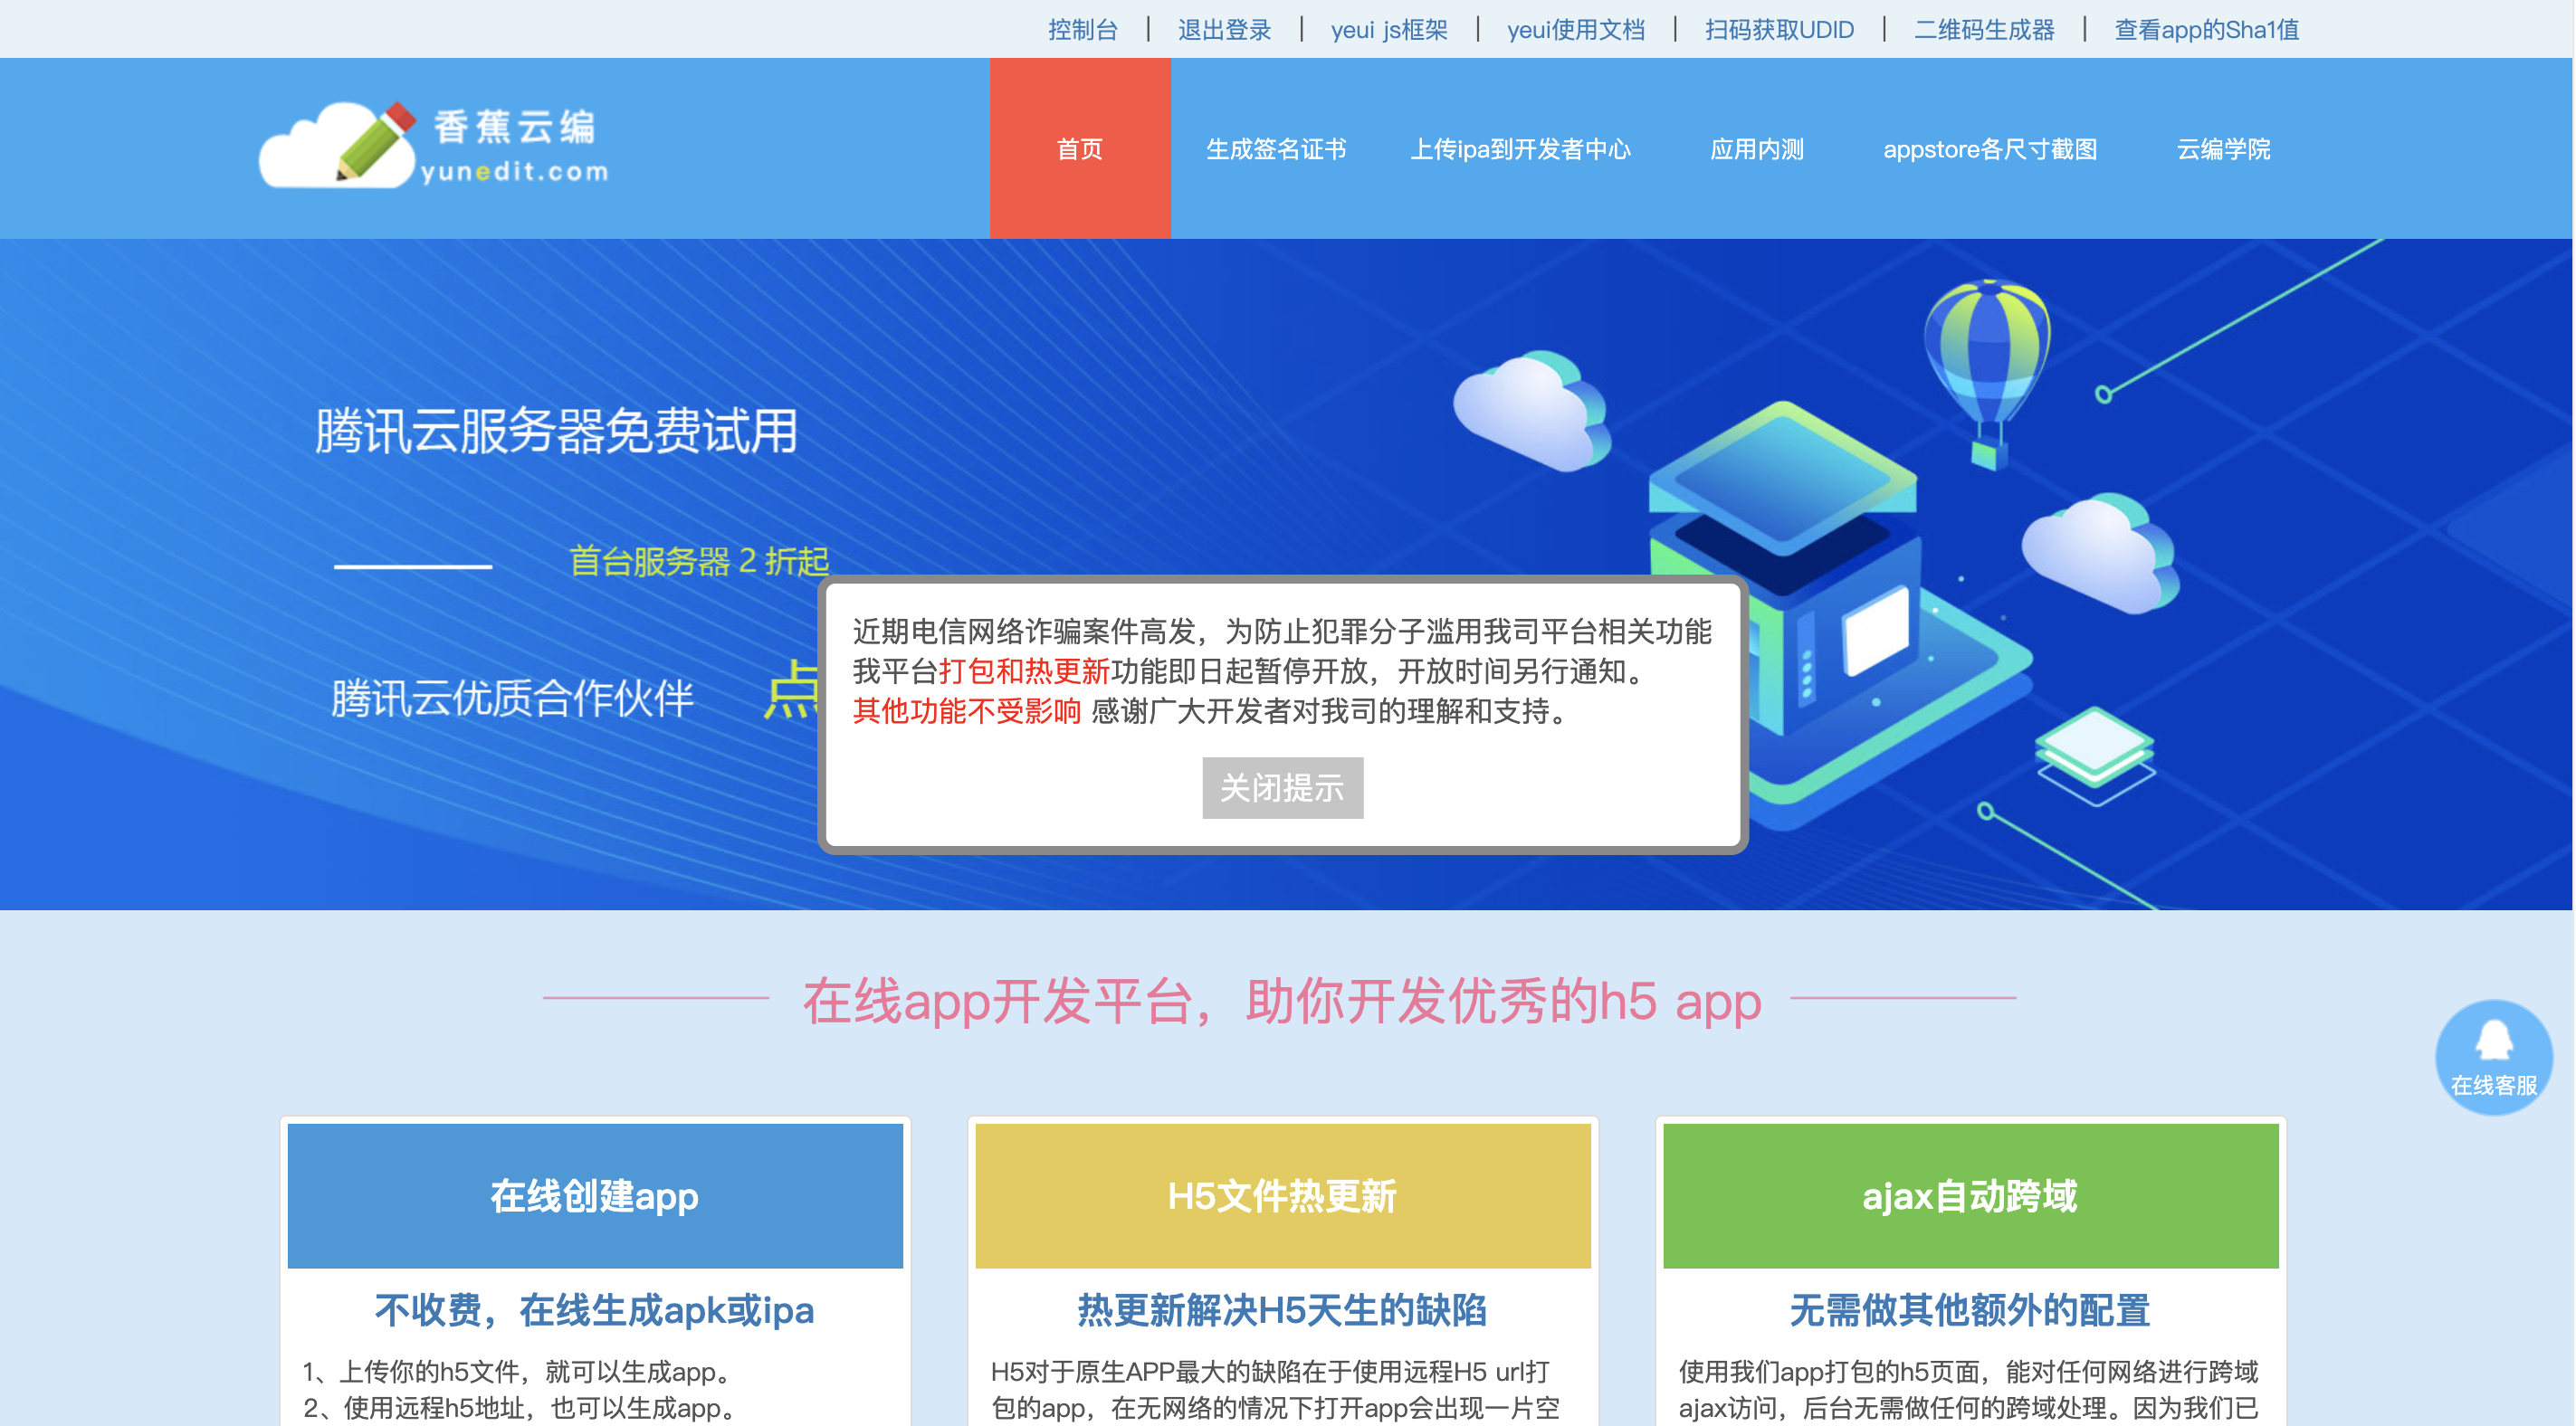 控制台 | 退出登录 | yeui js框架 | yeui使用文档 | 扫码获取UDID | 二维码生成器 | 查看app的Sha1值
香蕉云编
yunedit.com
首页 生成签名证书 上传ipa到开发者中心 应用内测 appstore各尺寸截图 云编学院
腾讯云服务器免费试用
首台服务器 2 折起
腾讯云优质合作伙伴 点
近期电信网络诈骗案件高发，为防止犯罪分子滥用我司平台相关功能
我平台打包和热更新功能即日起暂停开放，开放时间另行通知。
其他功能不受影响 感谢广大开发者对我司的理解和支持。
关闭提示
在线app开发平台，助你开发优秀的h5 app
在线客服
在线创建app
不收费，在线生成apk或ipa
1、上传你的h5文件，就可以生成app。
2、使用远程h5地址，也可以生成app。
H5文件热更新
热更新解决H5天生的缺陷
H5对于原生APP最大的缺陷在于使用远程H5 url打
包的app，在无网络的情况下打开app会出现一片空
ajax自动跨域
无需做其他额外的配置
使用我们app打包的h5页面，能对任何网络进行跨域
ajax访问，后台无需做任何的跨域处理。因为我们已